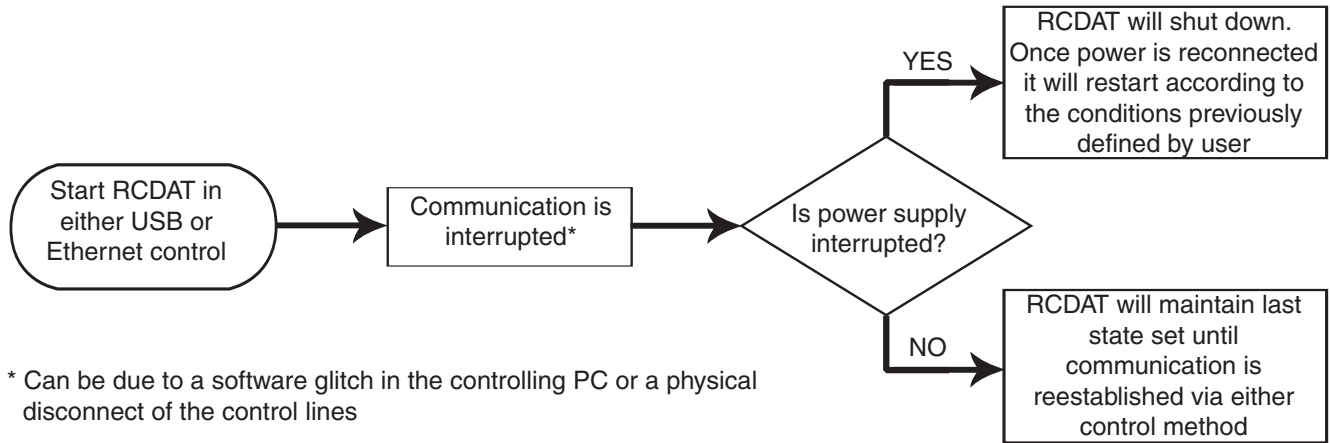 Start RCDAT in
either USB or
Ethernet control
Communication is
interrupted*
Is power supply
interrupted?
YES
RCDAT will shut down.
Once power is reconnected
it will restart according to
the conditions previously
defined by user
NO
RCDAT will maintain last
state set until
communication is
reestablished via either
control method
* Can be due to a software glitch in the controlling PC or a physical
disconnect of the control lines